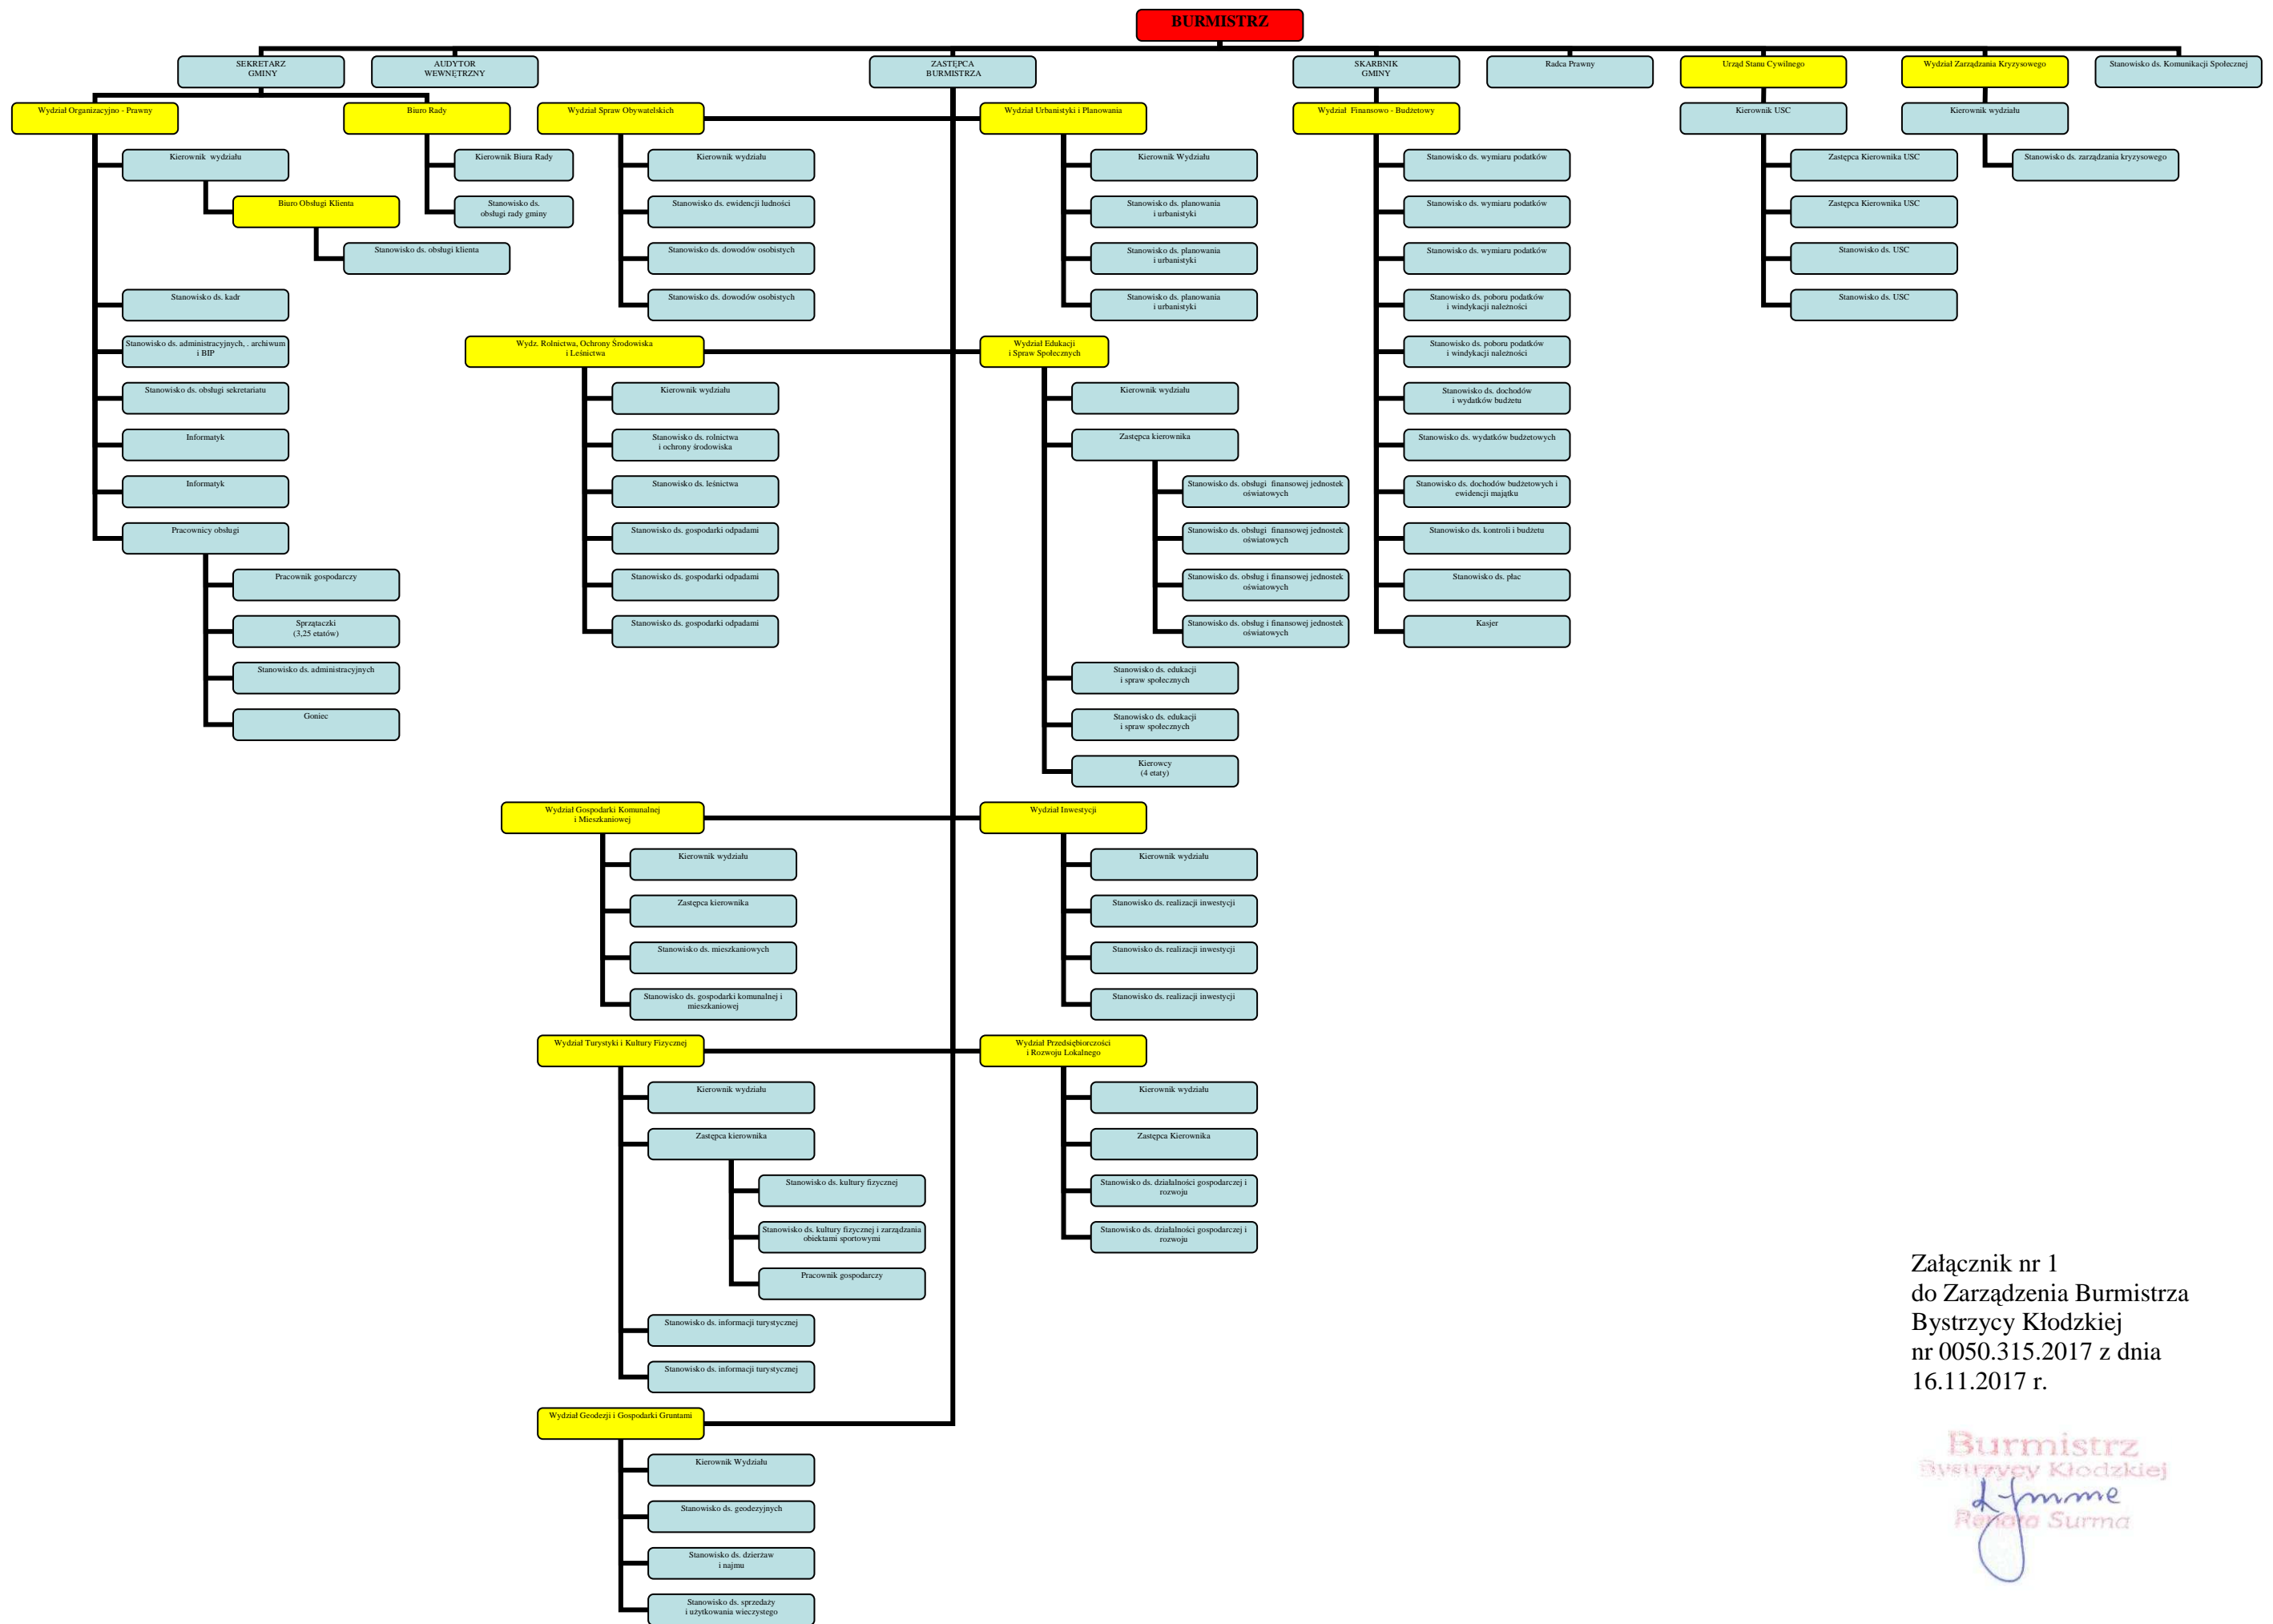 BURMISTRZ
SEKRETARZ
GMINY
AUDYTOR
WEWNĘTRZNY
ZASTĘPCA
BURMISTRZA
SKARBNIK
GMINY
Radca Prawny
Urząd Stanu Cywilnego
Wydział Zarządzania Kryzysowego
Stanowisko ds. Komunikacji Społecznej
Wydział Organizacyjno - Prawny
Kierownik wydziału
Biuro Obsługi Klienta
Stanowisko ds. obsługi klienta
Stanowisko ds. kadr
Stanowisko ds. administracyjnych, . archiwum
i BIP
Stanowisko ds. obsługi sekretariatu
Informatyk
Informatyk
Pracownicy obsługi
Pracownik gospodarczy
Sprzątaczki
(3,25 etatów)
Stanowisko ds. administracyjnych
Goniec
Biuro Rady
Kierownik Biura Rady
Stanowisko ds.
obsługi rady gminy
Wydział Spraw Obywatelskich
Kierownik wydziału
Stanowisko ds. ewidencji ludności
Stanowisko ds. dowodów osobistych
Stanowisko ds. dowodów osobistych
Wydział Urbanistyki i Planowania
Kierownik Wydziału
Stanowisko ds. planowania
i urbanistyki
Stanowisko ds. planowania
i urbanistyki
Stanowisko ds. planowania
i urbanistyki
Wydz. Rolnictwa, Ochrony Środowiska
i Leśnictwa
Kierownik wydziału
Stanowisko ds. rolnictwa
i ochrony środowiska
Stanowisko ds. leśnictwa
Stanowisko ds. gospodarki odpadami
Stanowisko ds. gospodarki odpadami
Stanowisko ds. gospodarki odpadami
Wydział Edukacji
i Spraw Społecznych
Kierownik wydziału
Zastępca kierownika
Stanowisko ds. obsługi finansowej jednostek
oświatowych
Stanowisko ds. obsługi finansowej jednostek
oświatowych
Stanowisko ds. obsług i finansowej jednostek
oświatowych
Stanowisko ds. obsług i finansowej jednostek
oświatowych
Stanowisko ds. edukacji
i spraw społecznych
Stanowisko ds. edukacji
i spraw społecznych
Kierowcy
(4 etaty)
Wydział Gospodarki Komunalnej
i Mieszkaniowej
Kierownik wydziału
Zastępca kierownika
Stanowisko ds. mieszkaniowych
Stanowisko ds. gospodarki komunalnej i
mieszkaniowej
Wydział Inwestycji
Kierownik wydziału
Stanowisko ds. realizacji inwestycji
Stanowisko ds. realizacji inwestycji
Stanowisko ds. realizacji inwestycji
Wydział Turystyki i Kultury Fizycznej
Kierownik wydziału
Zastępca kierownika
Stanowisko ds. kultury fizycznej
Stanowisko ds. kultury fizycznej i zarządzania
obiektami sportowymi
Pracownik gospodarczy
Stanowisko ds. informacji turystycznej
Stanowisko ds. informacji turystycznej
Wydział Przedsiębiorczości
i Rozwoju Lokalnego
Kierownik wydziału
Zastępca Kierownika
Stanowisko ds. działalności gospodarczej i
rozwoju
Stanowisko ds. działalności gospodarczej i
rozwoju
Wydział Geodezji i Gospodarki Gruntami
Kierownik Wydziału
Stanowisko ds. geodezyjnych
Stanowisko ds. dzierżaw
i najmu
Stanowisko ds. sprzedaży
i użytkowania wieczystego
Wydział Finansowo - Budżetowy
Stanowisko ds. wymiaru podatków
Stanowisko ds. wymiaru podatków
Stanowisko ds. wymiaru podatków
Stanowisko ds. poboru podatków
i windykacji należności
Stanowisko ds. poboru podatków
i windykacji należności
Stanowisko ds. dochodów
i wydatków budżetu
Stanowisko ds. wydatków budżetowych
Stanowisko ds. dochodów budżetowych i
ewidencji majątku
Stanowisko ds. kontroli i budżetu
Stanowisko ds. płac
Kasjer
Kierownik USC
Zastępca Kierownika USC
Zastępca Kierownika USC
Stanowisko ds. USC
Stanowisko ds. USC
Kierownik wydziału
Stanowisko ds. zarządzania kryzysowego
Załącznik nr 1
do Zarządzenia Burmistrza
Bystrzycy Kłodzkiej
nr 0050.315.2017 z dnia
16.11.2017 r.
Burmistrz
Bystrzycy Kłodzkiej
Renata Surma